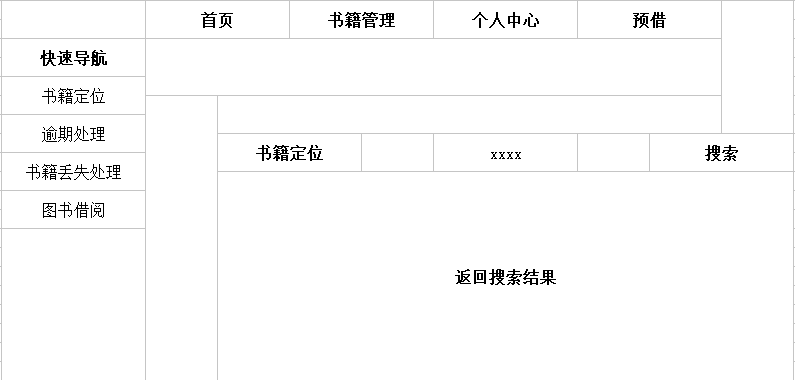 首页 书籍管理 个人中心 预借
快速导航
书籍定位
逾期处理
书籍定位 xxxx 搜索
书籍丢失处理
图书借阅
返回搜索结果